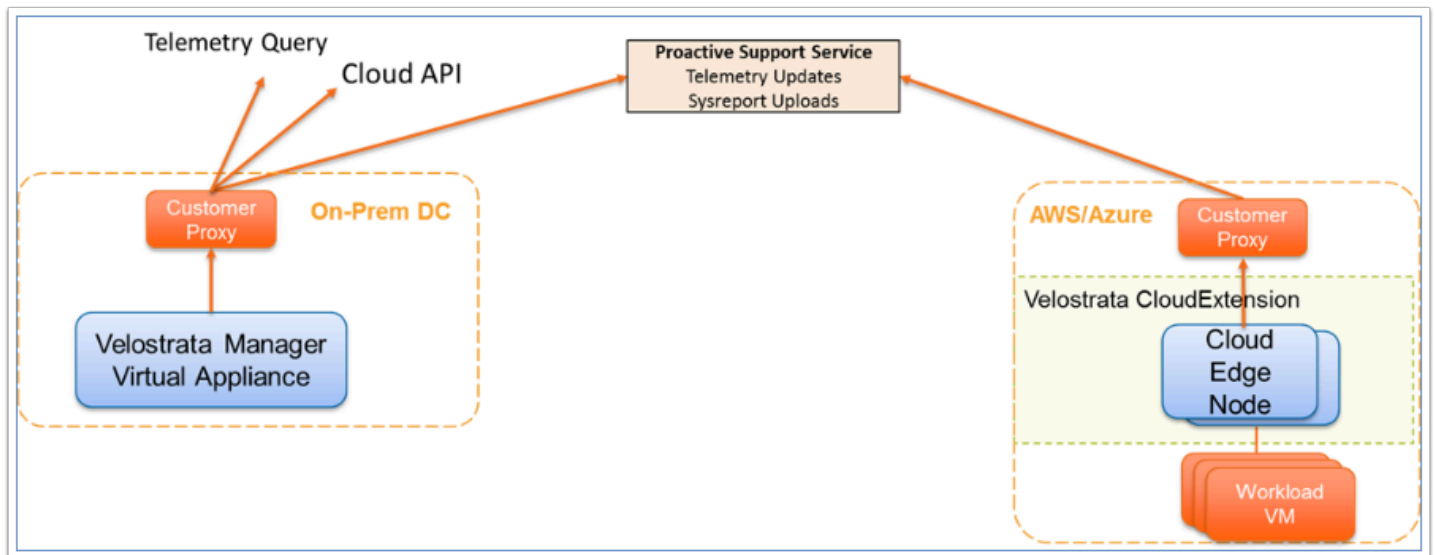 Telemetry Query
Cloud API
Proactive Support Service
Telemetry Updates
Sysreport Uploads
Customer
Proxy
On-Prem DC
Velostrata Manager
Virtual Appliance
AWS/Azure
Customer
Proxy
Velostrata CloudExtension
Cloud
Edge
Node
Workload
VM